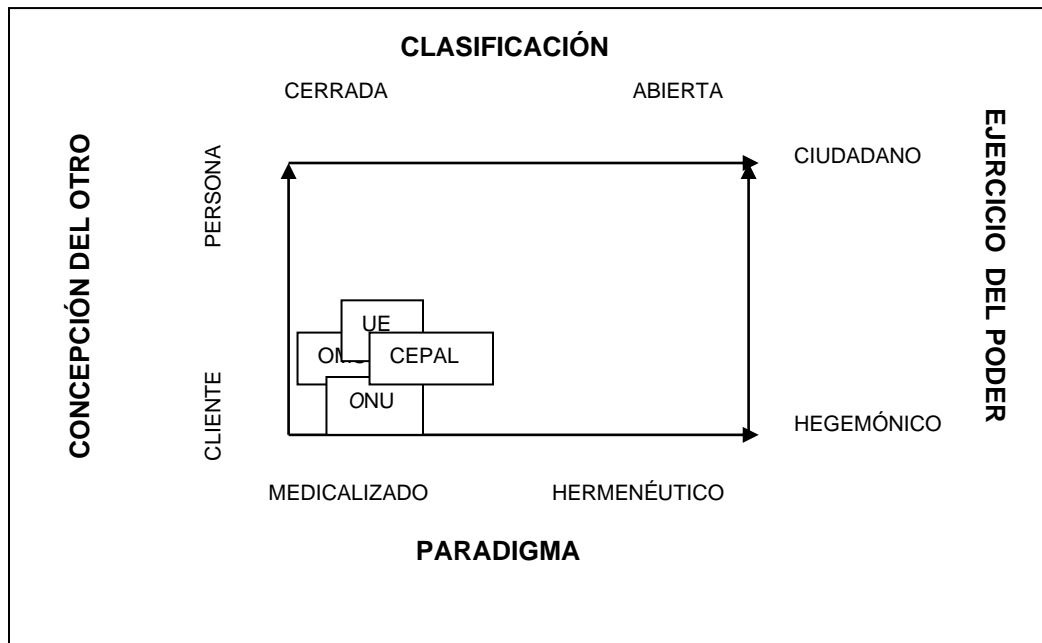 CLASIFICACIÓN
CERRADA
ABIERTA
CONCEPCIÓN DEL OTRO
PERSONA
CLIENTE
CIUDADANO
HEGEMÓNICO
EJERCICIO DEL PODER
UE
CEPAL
ONU
MEDICALIZADO
HERMENÉUTICO
PARADIGMA